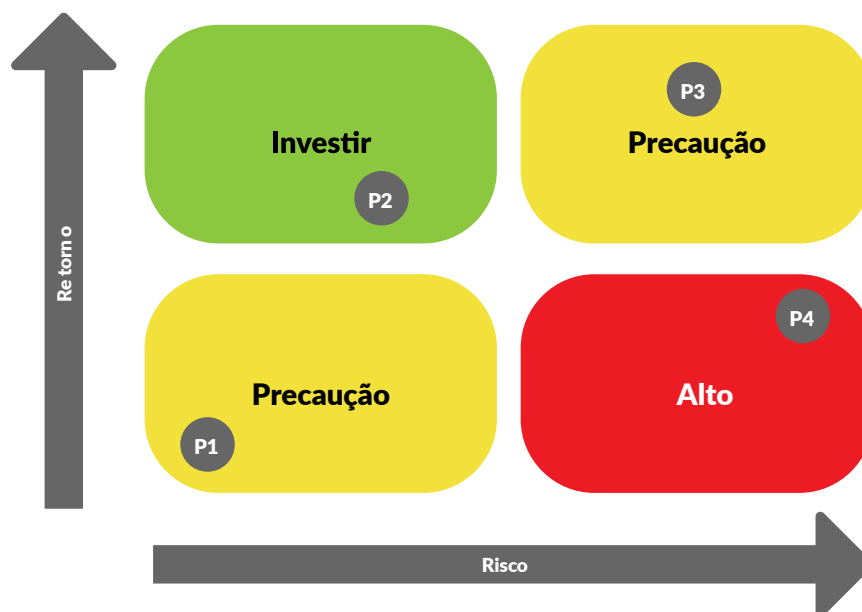 P3
Investir
Precaução
P2
Re torn o
P4
Precaução
Alto
P1
Risco